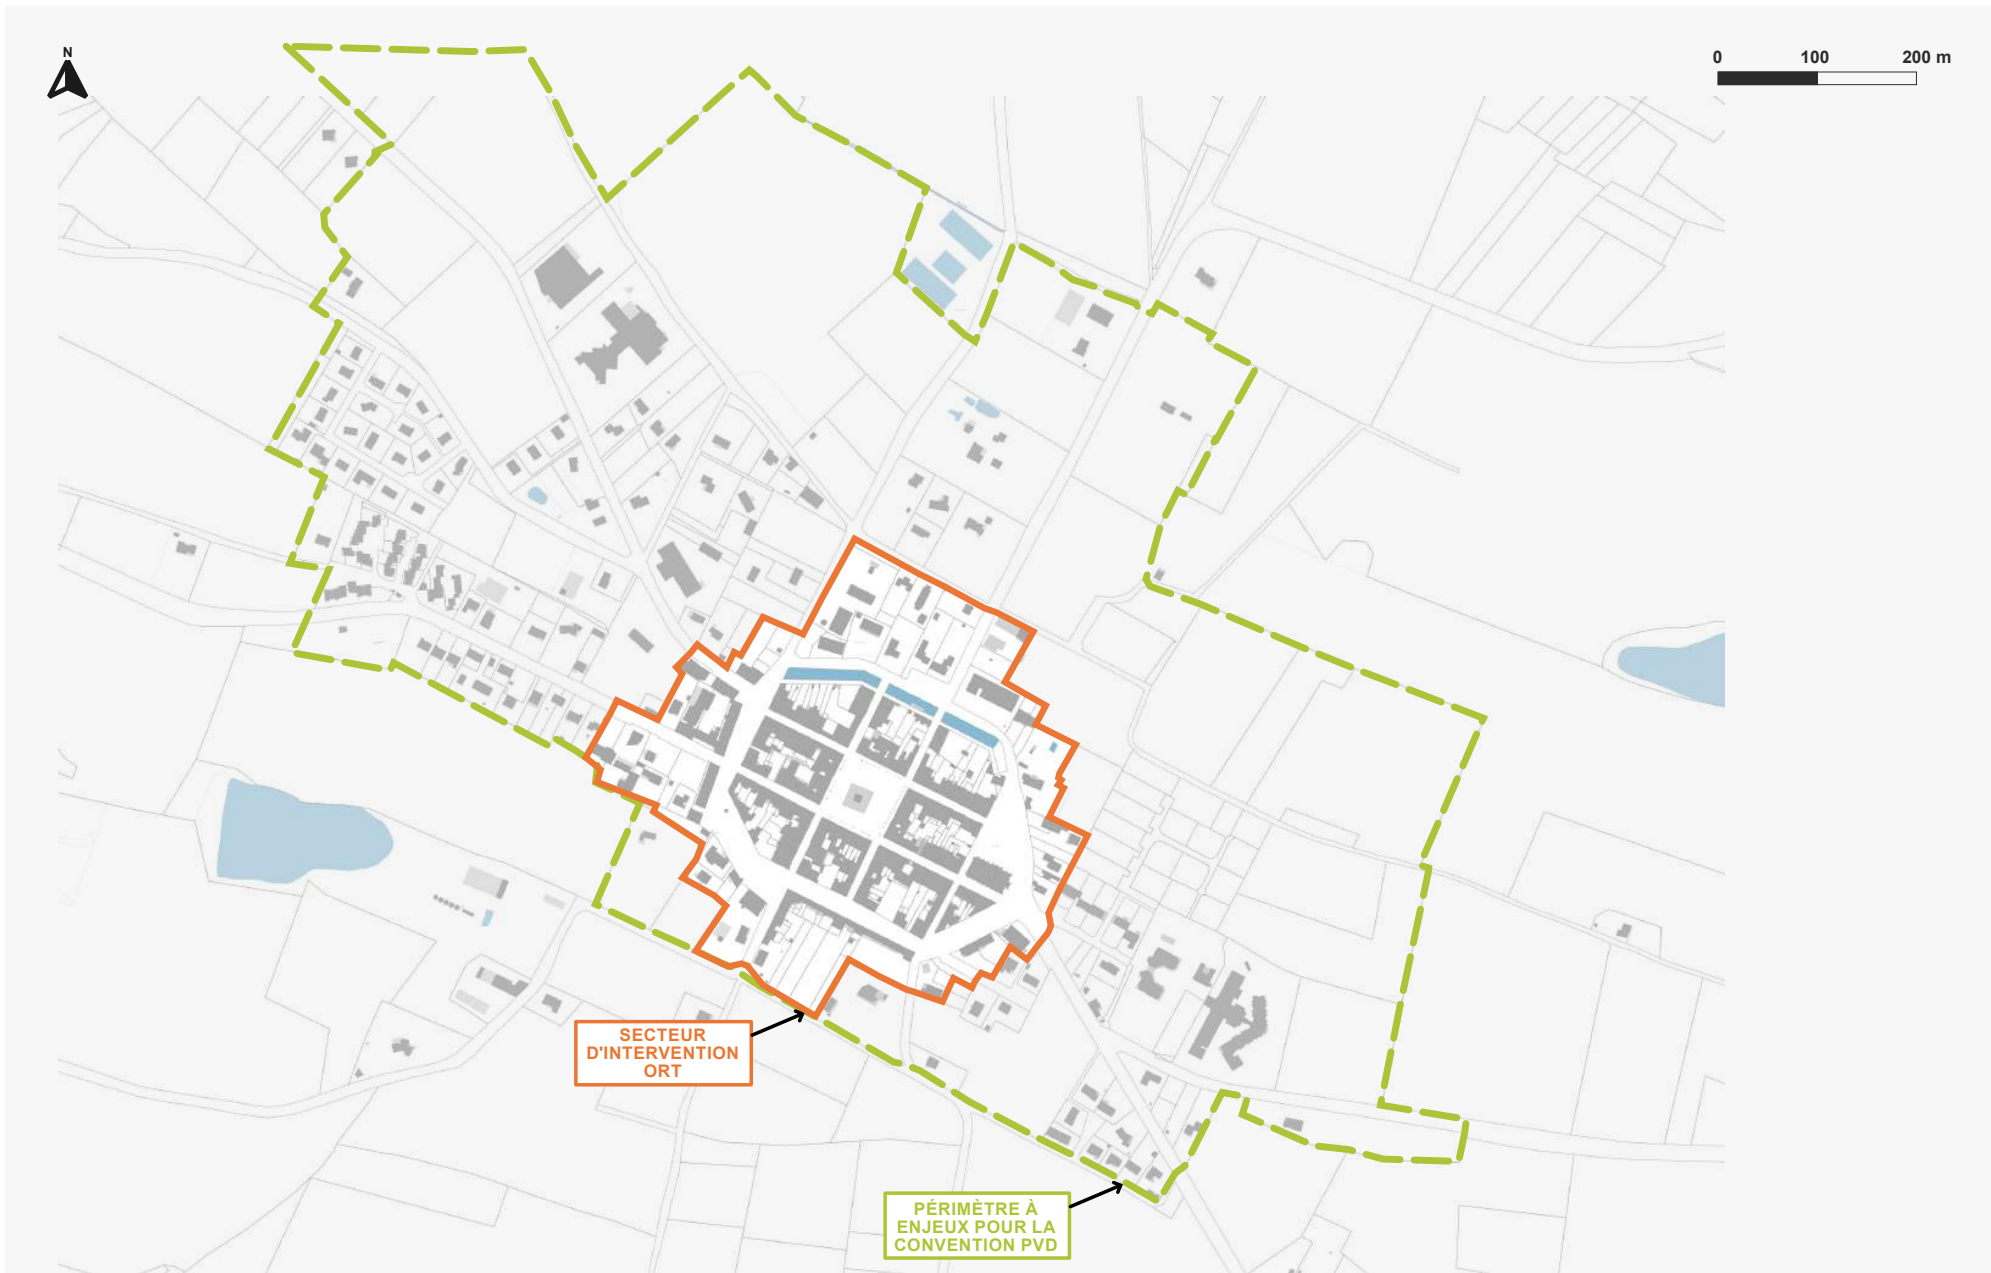 N
0 100 200 m
SECTEUR
D'INTERVENTION
ORT
PÉRIMÈTRE À
ENJEUX POUR LA
CONVENTION PVD